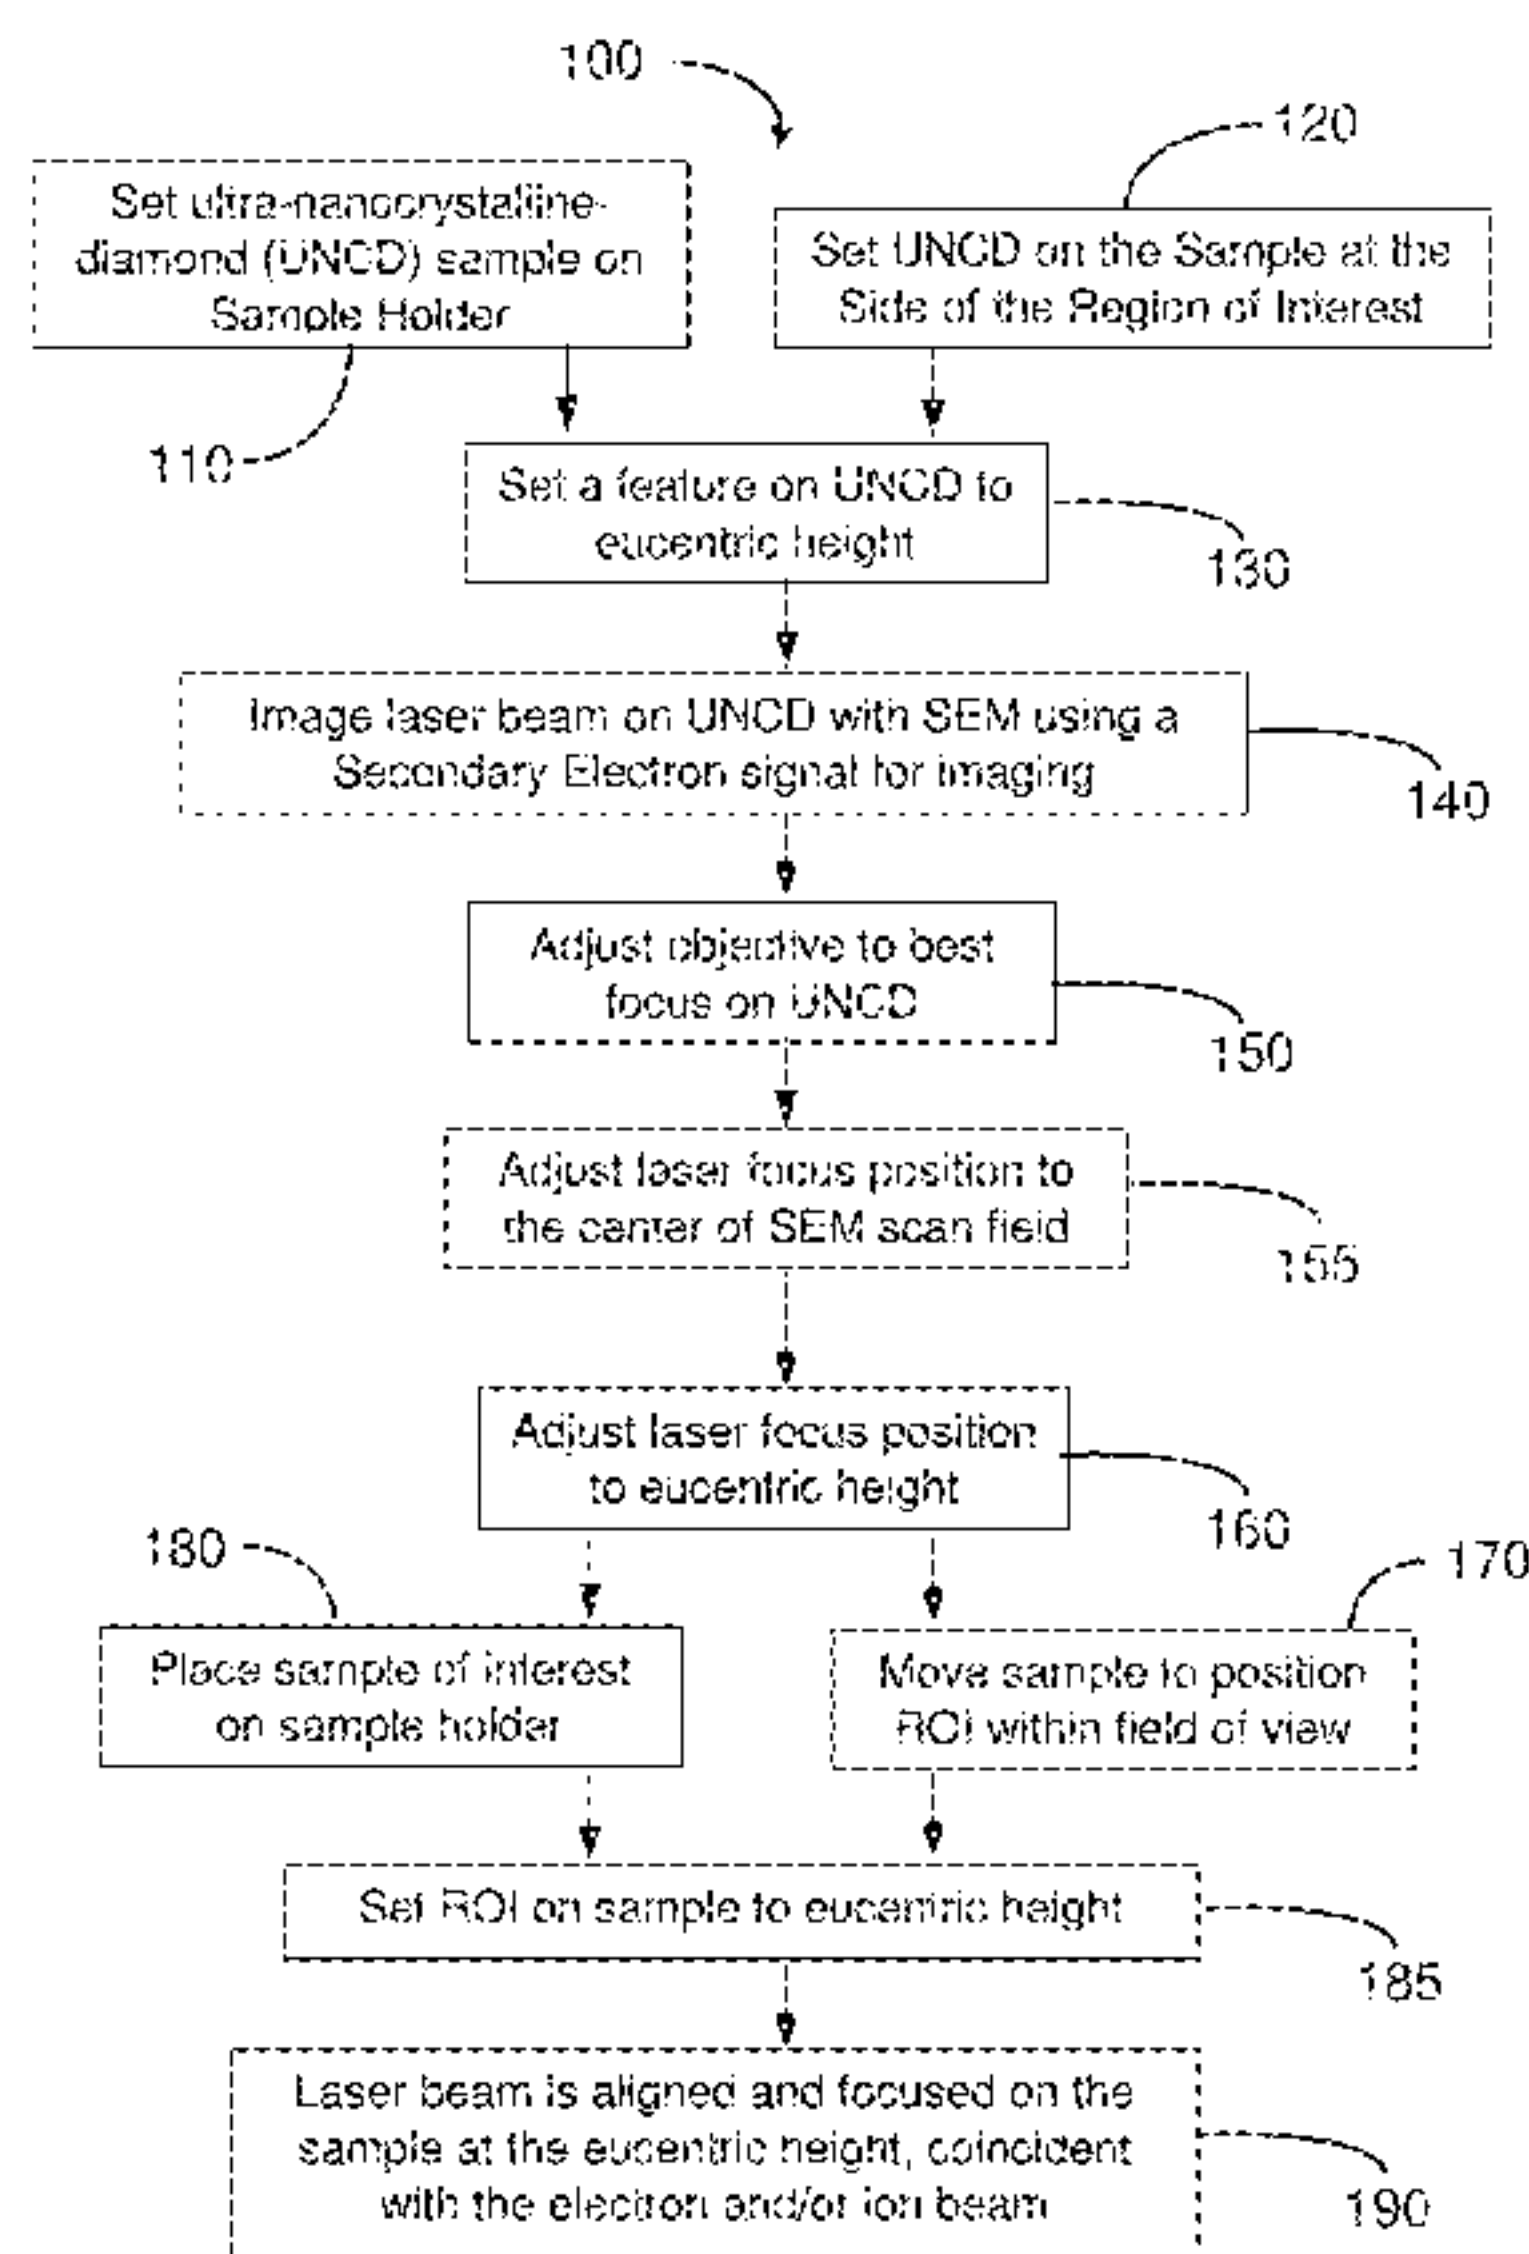 100
120
Set ultra-nanocrystalline-
diamond (UNCD) sample on
Sample Holder
Set UNCD on the Sample at the
Side of the Region of Interest
110
Set a feature on UNCD to
eucentric height
130
Image laser beam on UNCD with SEM using a
Secondary Electron signal for imaging
140
Adjust objective to best
focus on UNCD
150
Adjust laser focus position to
the center of SEM scan field
155
Adjust laser focus position
to eucentric height
160
180
170
Place sample of interest
on sample holder
Move sample to position
ROI within field of view
Set ROI on sample to eucentric height
185
Laser beam is aligned and focused on the
sample at the eucentric height, coincident
with the electron and/or ion beam
190